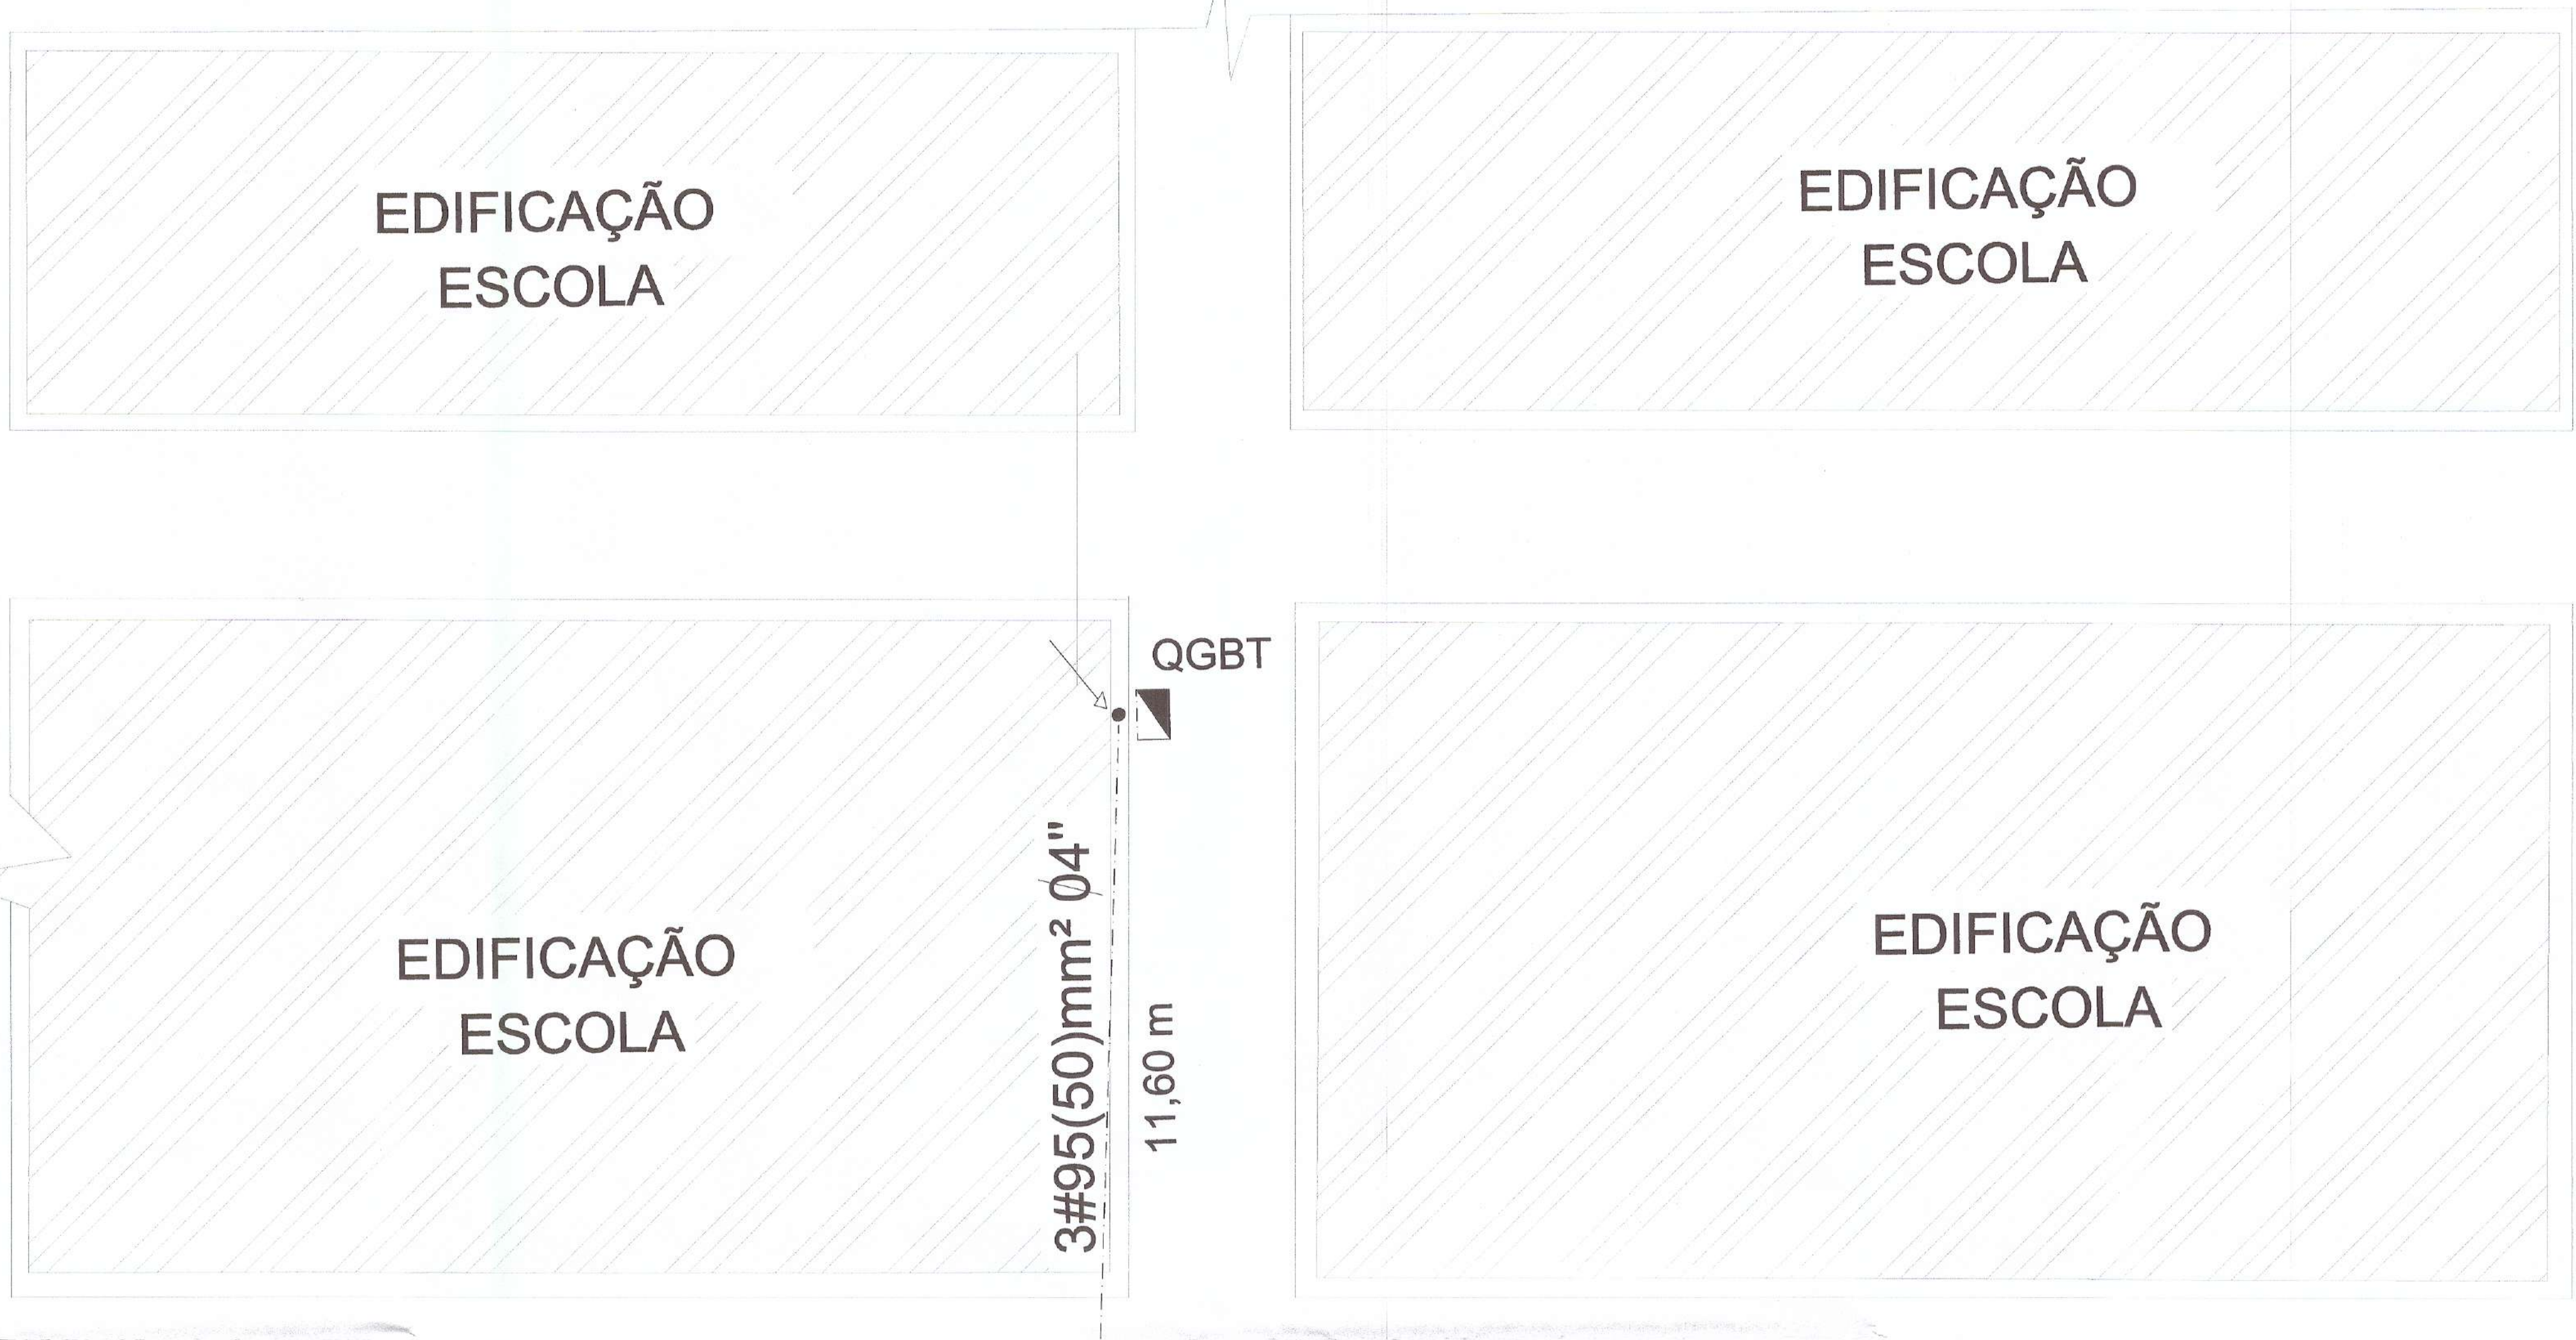 EDIFICAÇÃO
ESCOLA
EDIFICAÇÃO
ESCOLA
QGBT
3#95(50)mm² Ø4"
11,60 m
EDIFICAÇÃO
ESCOLA
EDIFICAÇÃO
ESCOLA